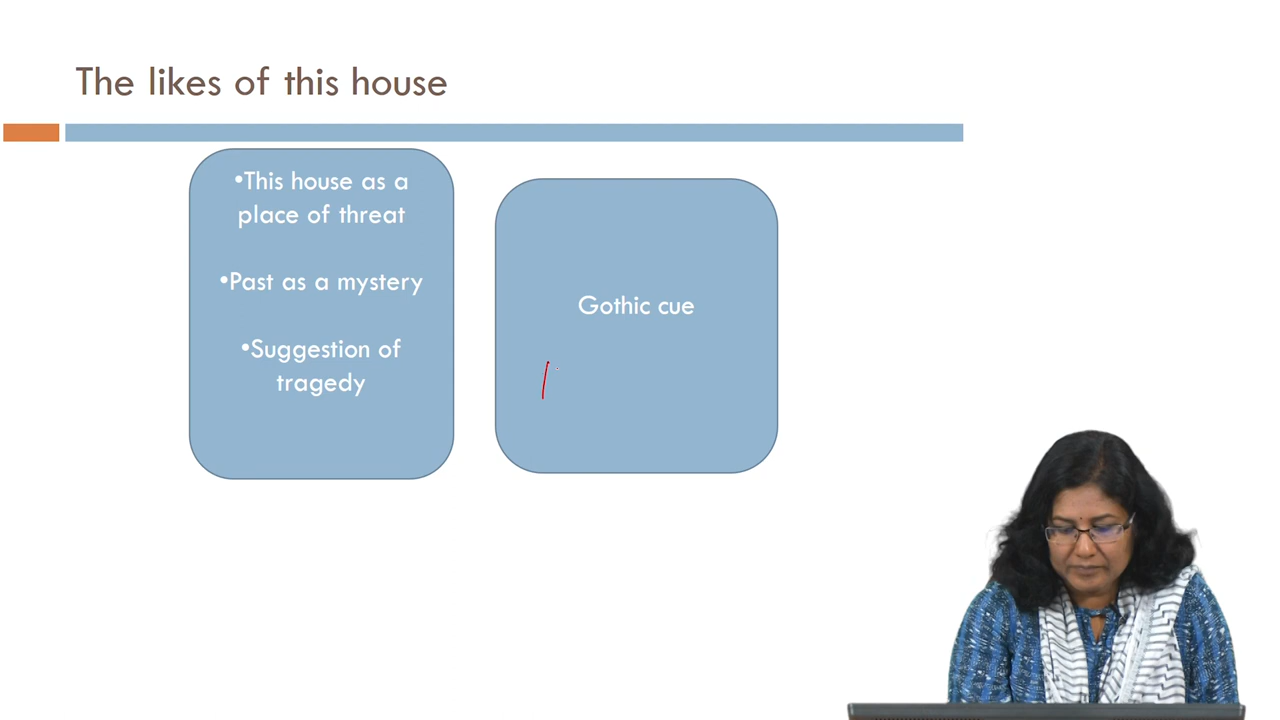 The likes of this house
•This house as a
place of threat
•Past as a mystery
•Suggestion of
tragedy
Gothic cue